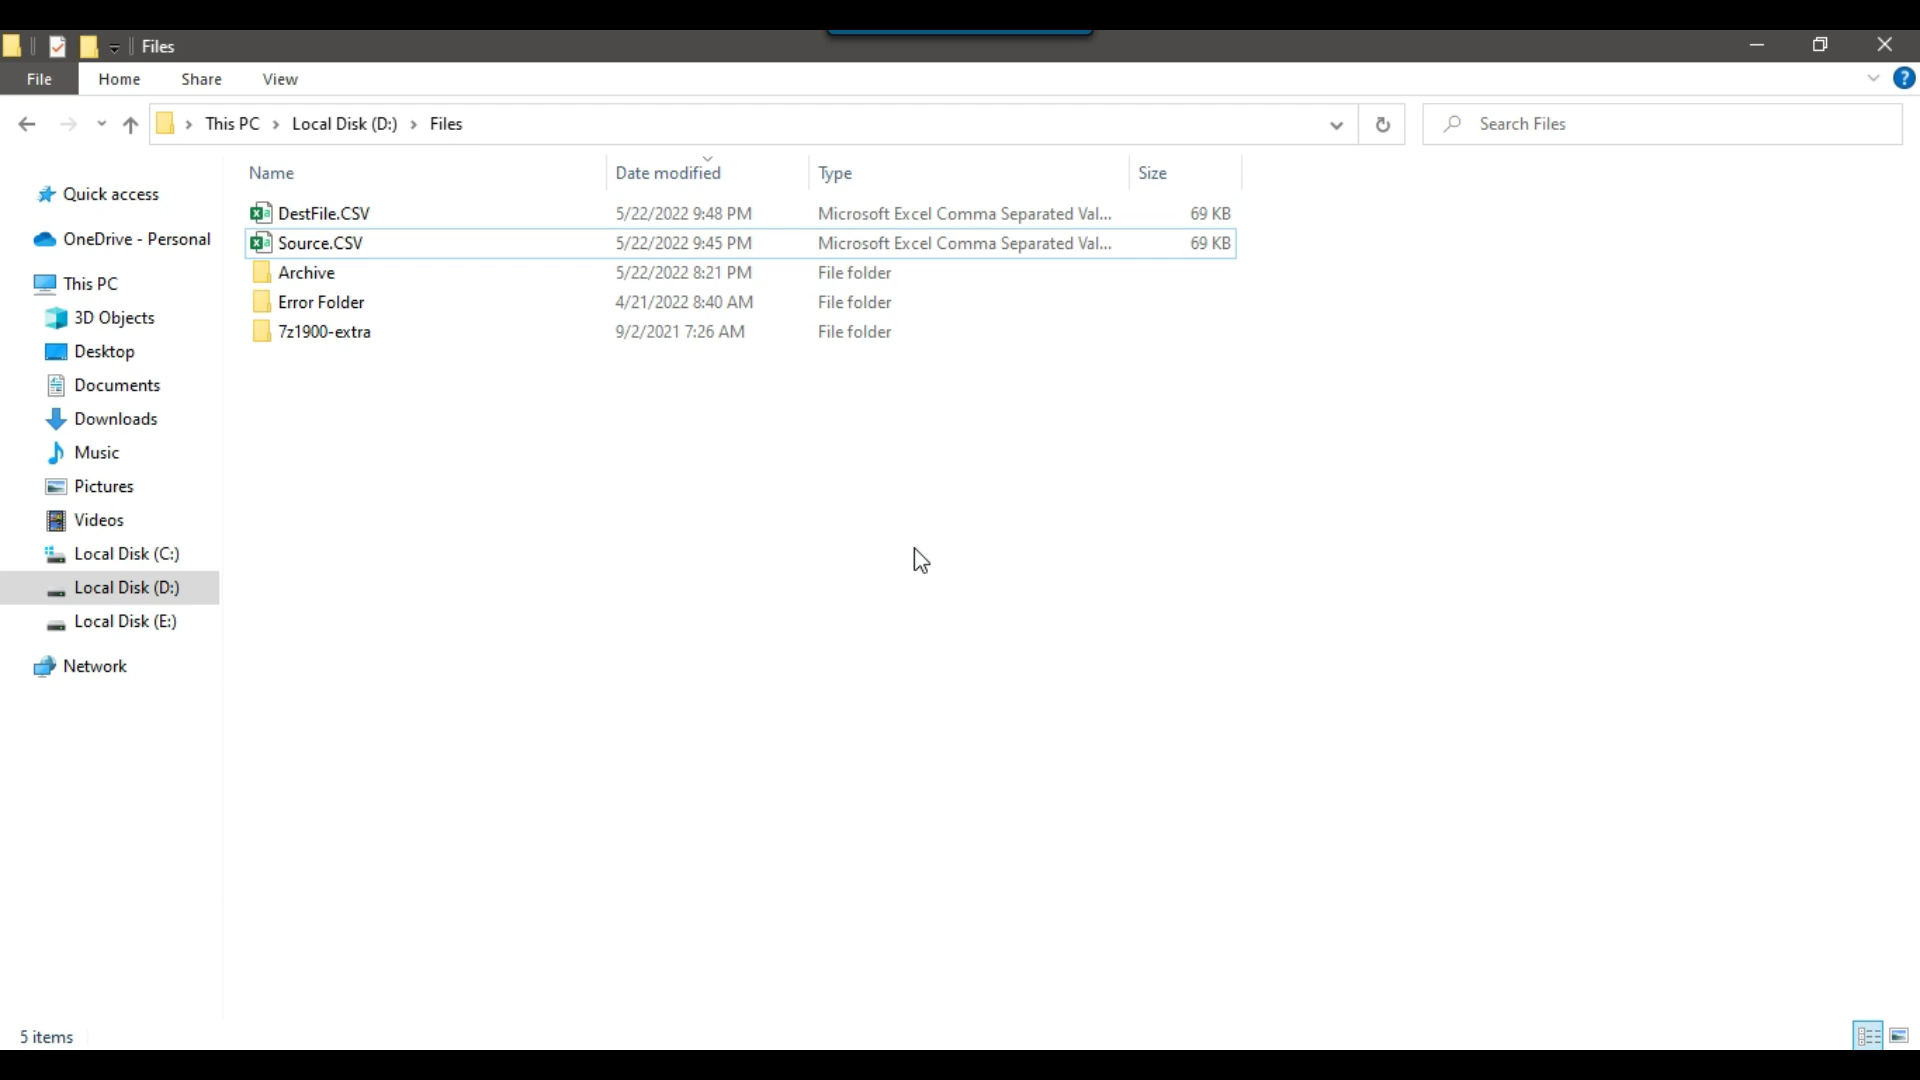 Files
File Home Share View
This PC Local Disk (D:) Files Search Files
Name Date modified Type Size
Quick access
OneDrive - Personal
This PC
3D Objects
Desktop
Documents
Downloads
Music
Pictures
Videos
Local Disk (C:)
Local Disk (D:)
Local Disk (E:)
Network
DestFile.CSV 5/22/2022 9:48 PM Microsoft Excel Comma Separated Val... 69 KB
Source.CSV 5/22/2022 9:45 PM Microsoft Excel Comma Separated Val... 69 KB
Archive 5/22/2022 8:21 PM File folder
Error Folder 4/21/2022 8:40 AM File folder
7z1900-extra 9/2/2021 7:26 AM File folder
5 items